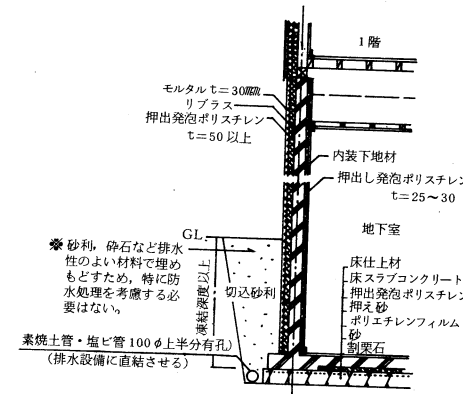 1階
モルタルt=30㎜
リブラス
押出発泡ポリスチレン
t=50以上
内装下地材
押出し発泡ポリスチレン
t=25～30
地下室
GL
※砂利，砕石など排水
性のよい材料で埋め
もどすため，特に防
水処理を考慮する必
要はない。
凍結深度以上
切込砂利
床仕上材
床スラブコンクリート
押出発泡ポリスチレン
押え砂
ポリエチレンフィルム
砂
割栗石
素焼土管・塩ビ管100φ上半分有孔)
(排水設備に直結させる)